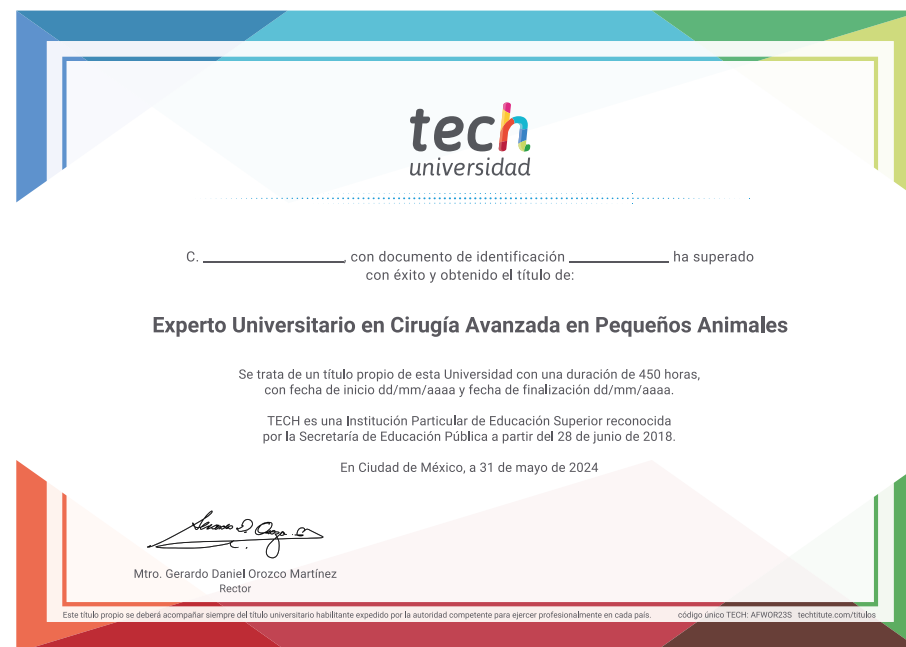 tech
universidad
C. ____________________, con documento de identificación ______________ ha superado
con éxito y obtenido el título de:
Experto Universitario en Cirugía Avanzada en Pequeños Animales
Se trata de un título propio de esta Universidad con una duración de 450 horas,
con fecha de inicio dd/mm/aaaa y fecha de finalización dd/mm/aaaa.
TECH es una Institución Particular de Educación Superior reconocida
por la Secretaría de Educación Pública a partir del 28 de junio de 2018.
En Ciudad de México, a 31 de mayo de 2024
Mtro. Gerardo Daniel Orozco Martínez
Rector
Este título propio se deberá acompañar siempre del título universitario habilitante expedido por la autoridad competente para ejercer profesionalmente en cada país. código único TECH: AFWOR23S techtitute.com/titulos